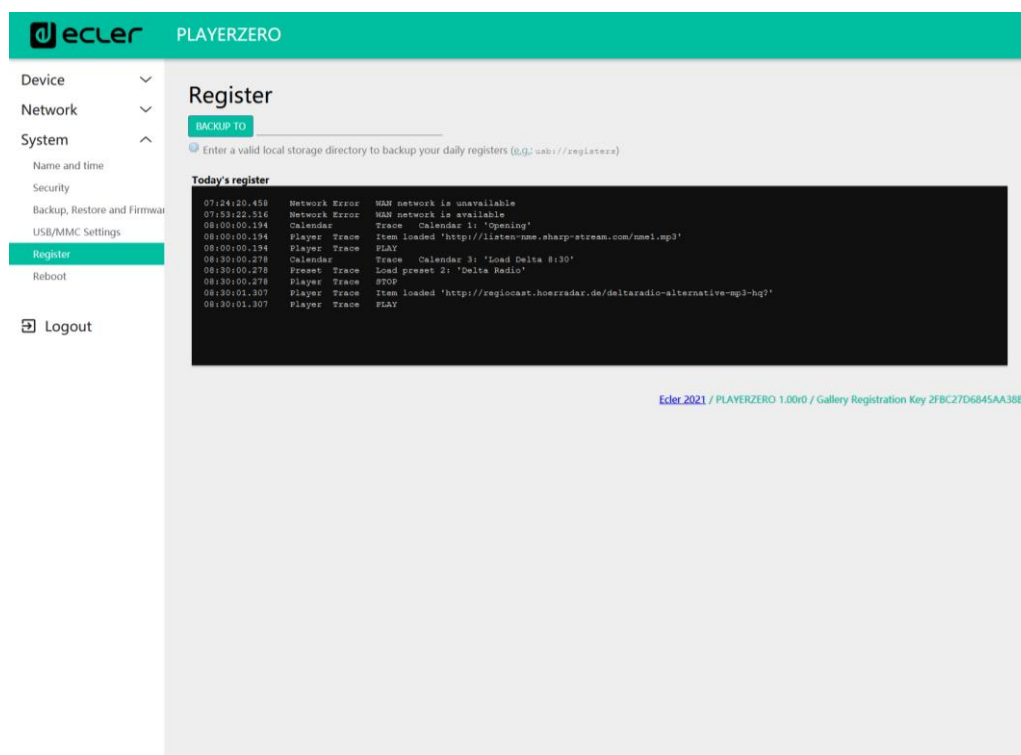 ecler PLAYERZERO
Device
Network
System
Name and time
Security
Backup, Restore and Firmwar
USB/MMC Settings
Register
Reboot
Logout
Register
BACKUP TO
Enter a valid local storage directory to backup your daily registers (e.g.: usb://registers)
Today's register
07:24:20.458 Network Error WAN network is unavailable
07:53:22.516 Network Error WAN network is available
08:00:00.194 Calendar Trace Calendar 1: 'Opening'
08:00:00.194 Player Trace Item loaded 'http://listen-nme.sharp-stream.com/nme1.mp3'
08:00:00.194 Player Trace PLAY
08:30:00.278 Calendar Trace Calendar 3: 'Load Delta 8:30'
08:30:00.278 Preset Trace Load preset 2: 'Delta Radio'
08:30:00.278 Player Trace STOP
08:30:01.307 Player Trace Item loaded 'http://regiocast.hoerradar.de/deltaradio-alternative-mp3-hq?'
08:30:01.307 Player Trace PLAY
Ecler 2021 / PLAYERZERO 1.00r0 / Gallery Registration Key 2FBC27D6845AA38B